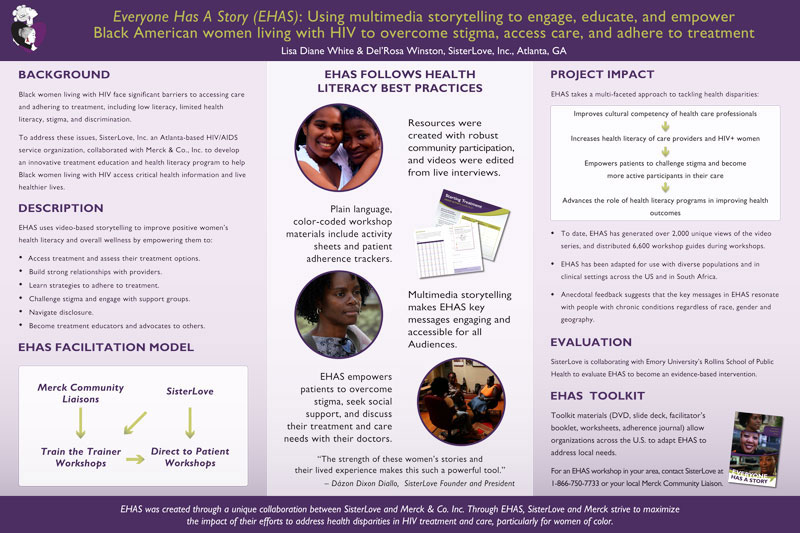 Everyone Has A Story (EHAS): Using multimedia storytelling to engage, educate, and empower
Black American women living with HIV to overcome stigma, access care, and adhere to treatment
Lisa Diane White & Del'Rosa Winston, SisterLove, Inc., Atlanta, GA
BACKGROUND
Black women living with HIV face significant barriers to accessing care
and adhering to treatment, including low literacy, limited health
literacy, stigma, and discrimination.
To address these issues, SisterLove, Inc. an Atlanta-based HIV/AIDS
service organization, collaborated with Merck & Co., Inc. to develop
an innovative treatment education and health literacy program to help
Black women living with HIV access critical health information and live
healthier lives.
DESCRIPTION
EHAS uses video-based storytelling to improve positive women's
health literacy and overall wellness by empowering them to:
• Access treatment and assess their treatment options.
• Build strong relationships with providers.
• Learn strategies to adhere to treatment.
• Challenge stigma and engage with support groups.
• Navigate disclosure.
• Become treatment educators and advocates to others.
EHAS FACILITATION MODEL
Merck Community
Liaisons
SisterLove
Train the Trainer
Workshops
Direct to Patient
Workshops
EHAS FOLLOWS HEALTH
LITERACY BEST PRACTICES
Resources were
created with robust
community participation,
and videos were edited
from live interviews.
Plain language,
color-coded workshop
materials include activity
sheets and patient
adherence trackers.
Starting Treatment
Multimedia storytelling
makes EHAS key
messages engaging and
accessible for all
Audiences.
EHAS empowers
patients to overcome
stigma, seek social
support, and discuss
their treatment and care
needs with their doctors.
"The strength of these women's stories and
their lived experience makes this such a powerful tool."
– Dázon Dixon Diallo, SisterLove Founder and President
PROJECT IMPACT
EHAS takes a multi-faceted approach to tackling health disparities:
Improves cultural competency of health care professionals
Increases health literacy of care providers and HIV+ women
Empowers patients to challenge stigma and become
more active participants in their care
Advances the role of health literacy programs in improving health
outcomes
• To date, EHAS has generated over 2,000 unique views of the video
series, and distributed 6,600 workshop guides during workshops.
• EHAS has been adapted for use with diverse populations and in
clinical settings across the US and in South Africa.
• Anecdotal feedback suggests that the key messages in EHAS resonate
with people with chronic conditions regardless of race, gender and
geography.
EVALUATION
SisterLove is collaborating with Emory University's Rollins School of Public
Health to evaluate EHAS to become an evidence-based intervention.
EHAS TOOLKIT
Toolkit materials (DVD, slide deck, facilitator's
booklet, worksheets, adherence journal) allow
organizations across the U.S. to adapt EHAS to
address local needs.
For an EHAS workshop in your area, contact SisterLove at
1-866-750-7733 or your local Merck Community Liaison.
EVERYONE
HAS A STORY
EHAS was created through a unique collaboration between SisterLove and Merck & Co. Inc. Through EHAS, SisterLove and Merck strive to maximize
the impact of their efforts to address health disparities in HIV treatment and care, particularly for women of color.